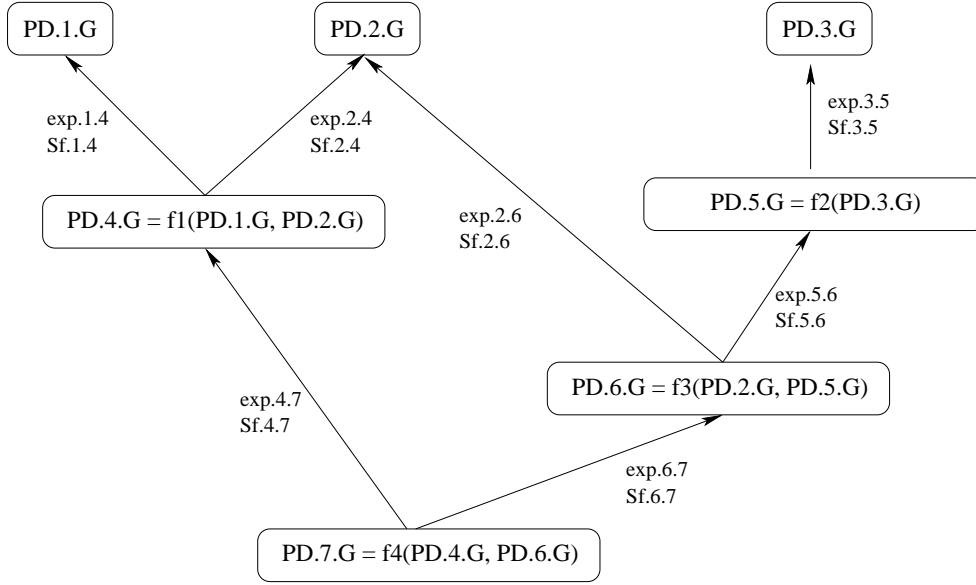 PD.1.G
PD.2.G
PD.3.G
exp.1.4
Sf.1.4
exp.2.4
Sf.2.4
exp.3.5
Sf.3.5
PD.4.G = f1(PD.1.G, PD.2.G)
exp.2.6
Sf.2.6
PD.5.G = f2(PD.3.G)
exp.5.6
Sf.5.6
exp.4.7
Sf.4.7
PD.6.G = f3(PD.2.G, PD.5.G)
exp.6.7
Sf.6.7
PD.7.G = f4(PD.4.G, PD.6.G)